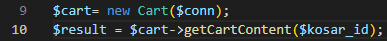 9 $cart= new Cart($conn);
10 $result = $cart->getCartContent($kosar_id);